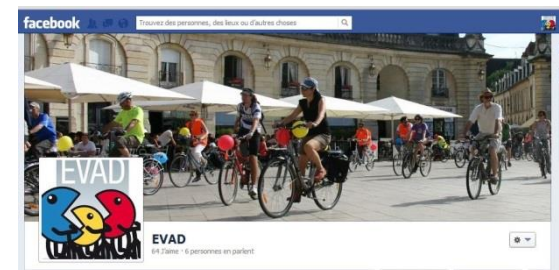 facebook
Trouvez des personnes, des lieux ou d'autres choses
EVAD
EVAD
64 J'aime · 6 personnes en parlent